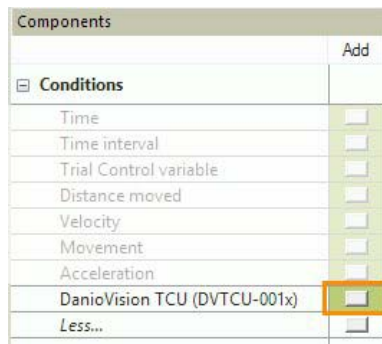 Components
Add
Conditions
Time
Time interval
Trial Control variable
Distance moved
Velocity
Movement
Acceleration
DanioVision TCU (DVTCU-001x)
Less...